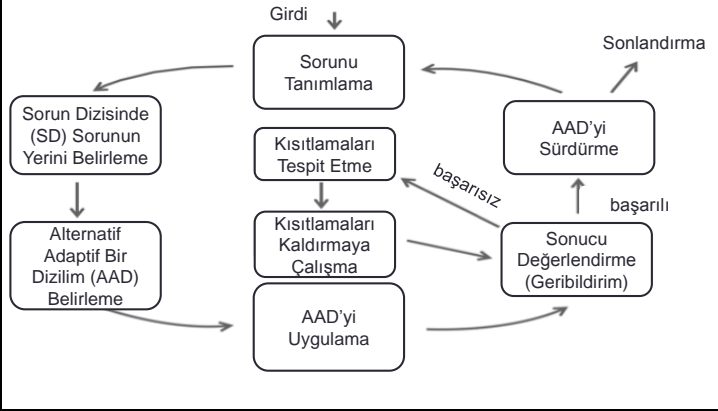 Girdi
Sorunu
Tanımlama
Sonlandırma
Sorun Dizisinde
(SD) Sorunun
Yerini Belirleme
AAD'yi
Sürdürme
Kısıtlamaları
Tespit Etme
başarısız
başarılı
Alternatif
Adaptif Bir
Dizilim (AAD)
Belirleme
Kısıtlamaları
Kaldırmaya
Çalışma
Sonucu
Değerlendirme
(Geribildirim)
AAD'yi
Uygulama